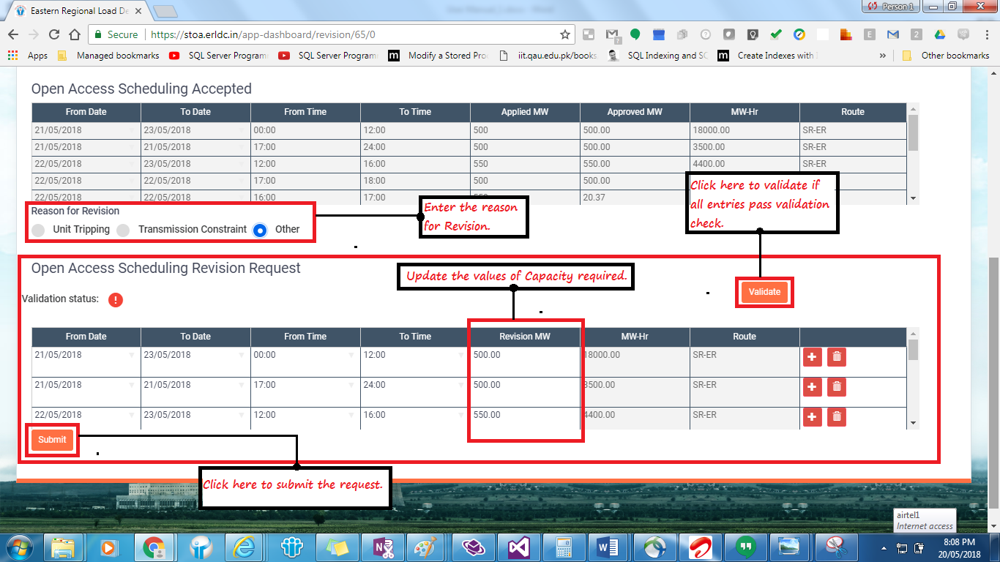 Eastern Regional Load De
Person 1
Secure https://stoa.erldc.in/app-dashboard/revision/65/0
Apps Managed bookmarks SQL Server Program SQL Server Program Modify a Stored Pro iit.qau.edu.pk/books SQL Indexing and SQ Create Indexes with » Other bookmarks
Open Access Scheduling Accepted
From Date To Date From Time To Time Applied MW Approved MW MW-Hr Route
21/05/2018 23/05/2018 00:00 12:00 500 500.00 18000.00 SR-ER
21/05/2018 21/05/2018 17:00 24:00 500 500.00 3500.00 SR-ER
22/05/2018 23/05/2018 12:00 16:00 550 550.00 4400.00 SR-ER
22/05/2018 22/05/2018 17:00 18:00 500 500.00
22/05/2018 22/05/2018 16:00 17:00 20.37
Click here to validate if
all entries pass validation
check.
Reason for Revision
Unit Tripping Transmission Constraint Other
Enter the reason
for Revision.
Open Access Scheduling Revision Request
Update the values of Capacity required.
Validation status:
Validate
From Date To Date From Time To Time Revision MW MW-Hr Route
21/05/2018 23/05/2018 00:00 12:00 500.00 18000.00 SR-ER
21/05/2018 21/05/2018 17:00 24:00 500.00 3500.00 SR-ER
22/05/2018 23/05/2018 12:00 16:00 550.00 4400.00 SR-ER
Submit
Click here to submit the request.
airtel1
Internet access
8:08 PM
20/05/2018